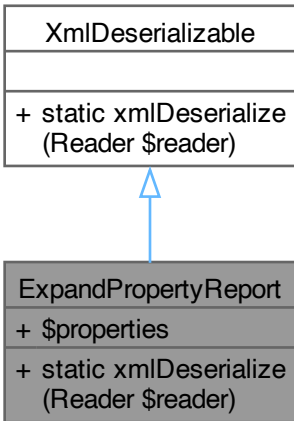 XmlDeserializable
+ static xmlDeserialize
(Reader $reader)
ExpandPropertyReport
+ $properties
+ static xmlDeserialize
(Reader $reader)